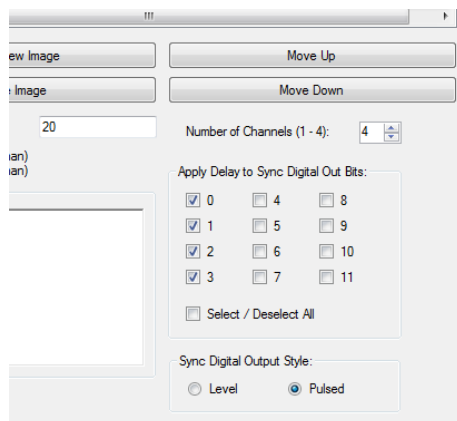 ew Image
Move Up
Image
Move Down
20
Number of Channels (1 - 4): 4
an)
an)
Apply Delay to Sync Digital Out Bits:
0 4 8
1 5 9
2 6 10
3 7 11
Select / Deselect All
Sync Digital Output Style:
Level Pulsed